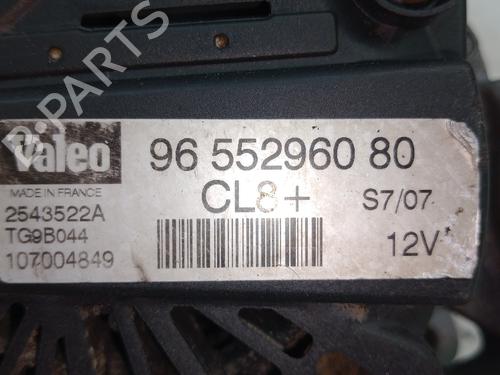 B-PARTS
Valeo
96 552960 80
MADE IN FRANCE
CL8+
S7/07
2543522A
TG9B044
12V*
107004849